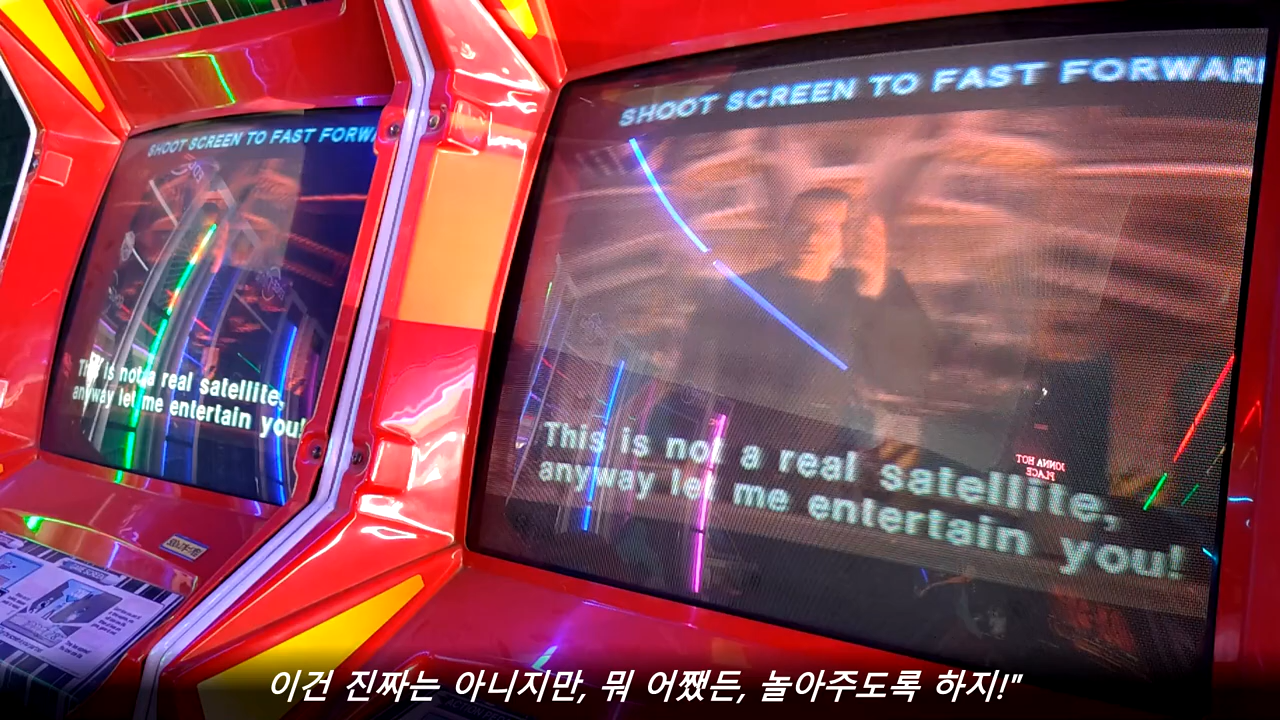 SHOOT SCREEN TO FAST FORWA
This is not a real satellite,
anyway let me entertain you!
SHOOT SCREEN TO FAST FORWARD
This is not a real satellite,
anyway let me entertain you!
이건 진짜는 아니지만, 뭐 어쨌든, 놀아주도록 하지!"